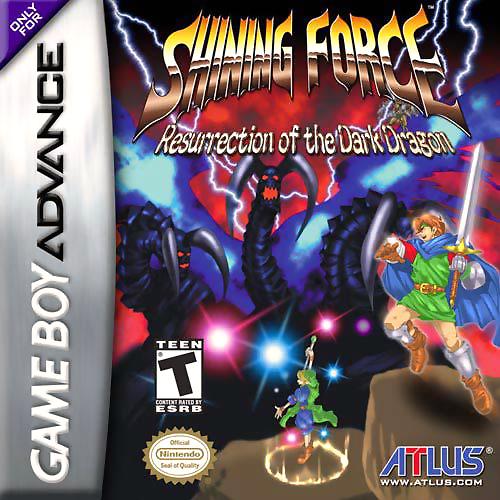 ONLY
FOR
GAME BOY ADVANCE
SHINING FORCE
™
Resurrection of the Dark Dragon
TEEN
T
CONTENT RATED BY
ESRB
Official
Nintendo
Seal of Quality
ATLUS®
WWW.ATLUS.COM